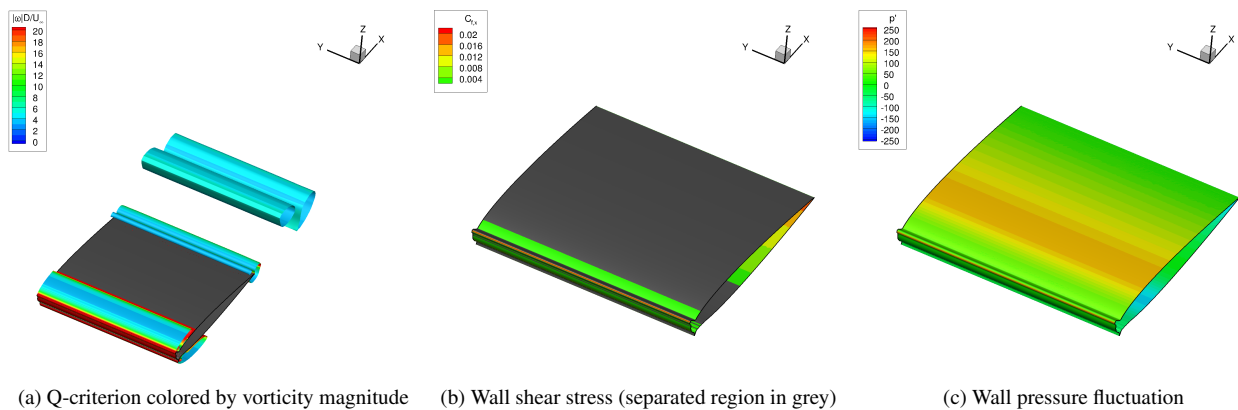 |ω|D/U∞
20
18
16
14
12
10
8
6
4
2
0
Y
Z
X
C_{f,x}
0.02
0.016
0.012
0.008
0.004
Y
Z
X
p'
250
200
150
100
50
0
-50
-100
-150
-200
-250
Y
Z
X
(a) Q-criterion colored by vorticity magnitude
(b) Wall shear stress (separated region in grey)
(c) Wall pressure fluctuation